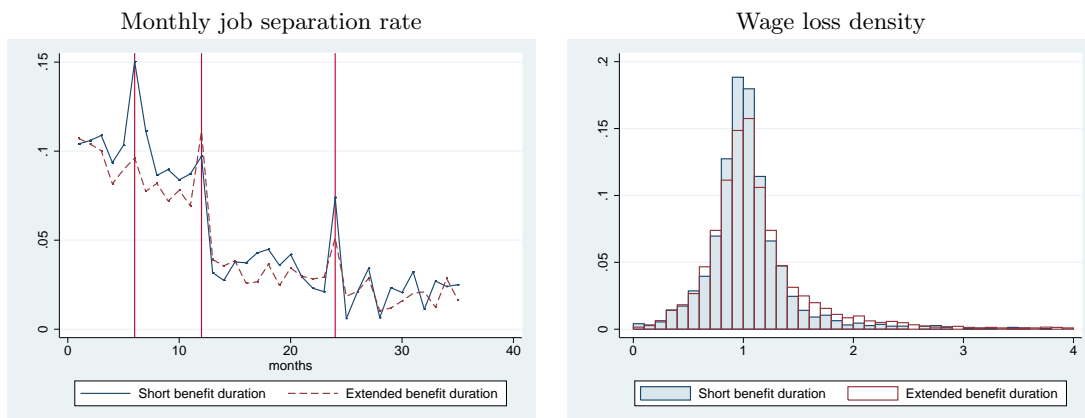 Monthly job separation rate
.15
.1
.05
0
0 10 20 30 40
months
Short benefit duration Extended benefit duration
Wage loss density
.2
.15
.1
.05
0
0 1 2 3 4
Short benefit duration Extended benefit duration